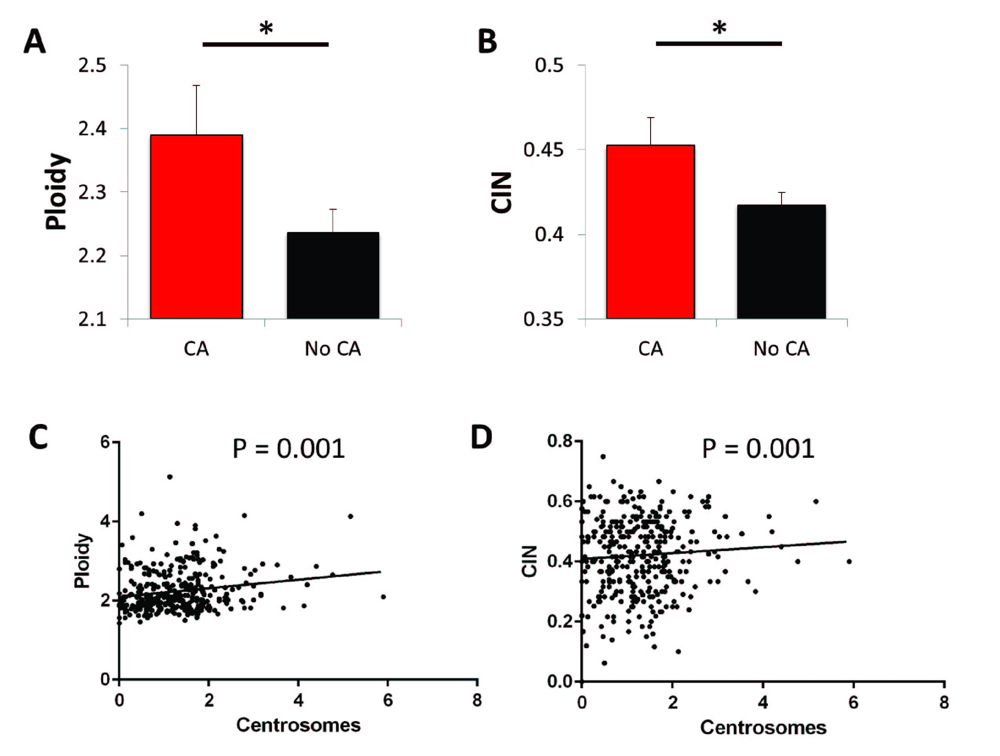 A
*
2.5
2.4
2.3
2.2
2.1
Ploidy
CA
No CA
B
*
0.5
0.45
0.4
0.35
CIN
CA
No CA
C
P = 0.001
6
4
2
0
Ploidy
0
2
4
6
8
Centrosomes
D
P = 0.001
0.8
0.6
0.4
0.2
0.0
CIN
0
2
4
6
8
Centrosomes